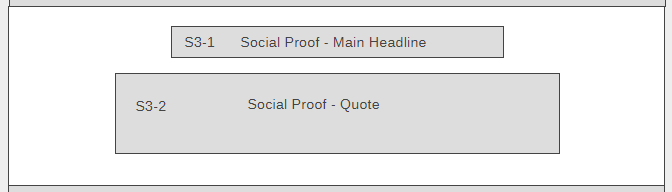 S3-1 Social Proof - Main Headline
S3-2 Social Proof - Quote